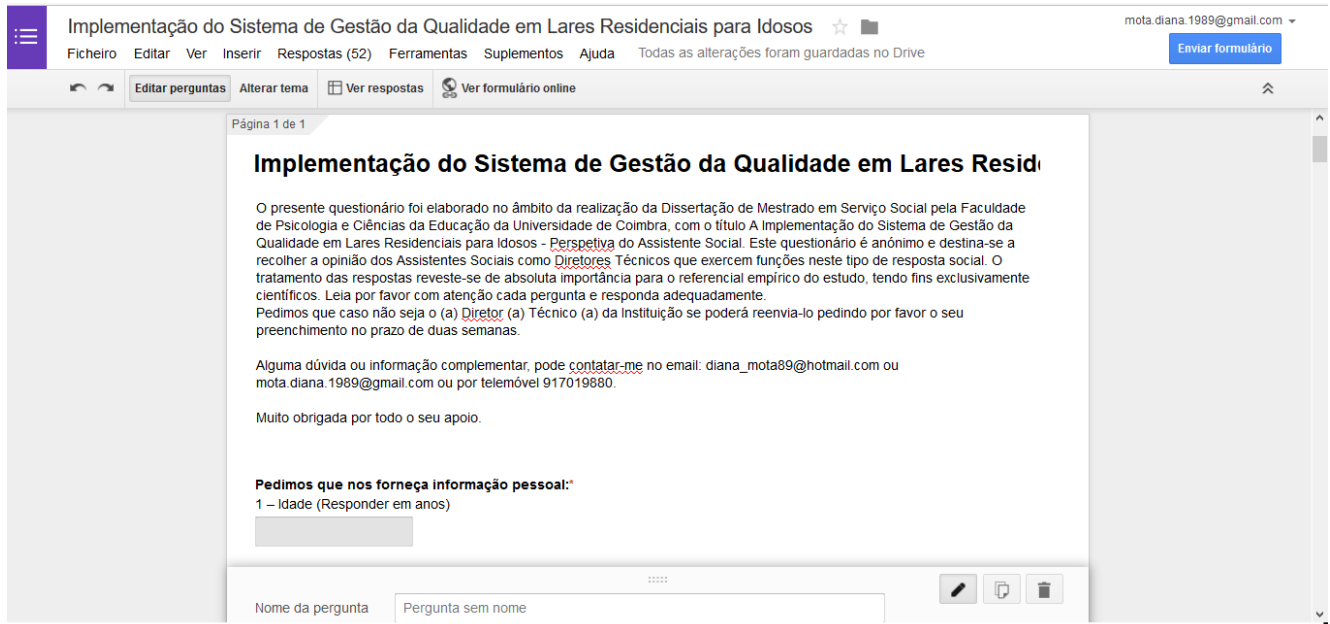 Implementação do Sistema de Gestão da Qualidade em Lares Residenciais para Idosos
mota.diana.1989@gmail.com
Ficheiro Editar Ver Inserir Respostas (52) Ferramentas Suplementos Ajuda Todas as alterações foram guardadas no Drive
Enviar formulário
Editar perguntas Alterar tema Ver respostas Ver formulário online
Página 1 de 1
Implementação do Sistema de Gestão da Qualidade em Lares Reside
O presente questionário foi elaborado no âmbito da realização da Dissertação de Mestrado em Serviço Social pela Faculdade
de Psicologia e Ciências da Educação da Universidade de Coimbra, com o título A Implementação do Sistema de Gestão da
Qualidade em Lares Residenciais para Idosos - Perspetiva do Assistente Social. Este questionário é anónimo e destina-se a
recolher a opinião dos Assistentes Sociais como Diretores Técnicos que exercem funções neste tipo de resposta social. O
tratamento das respostas reveste-se de absoluta importância para o referencial empírico do estudo, tendo fins exclusivamente
científicos. Leia por favor com atenção cada pergunta e responda adequadamente.
Pedimos que caso não seja o (a) Diretor (a) Técnico (a) da Instituição se poderá reenvia-lo pedindo por favor o seu
preenchimento no prazo de duas semanas.
Alguma dúvida ou informação complementar, pode contatar-me no email: diana_mota89@hotmail.com ou
mota.diana.1989@gmail.com ou por telemóvel 917019880.
Muito obrigada por todo o seu apoio.
Pedimos que nos forneça informação pessoal:*
1 – Idade (Responder em anos)
Nome da pergunta Pergunta sem nome